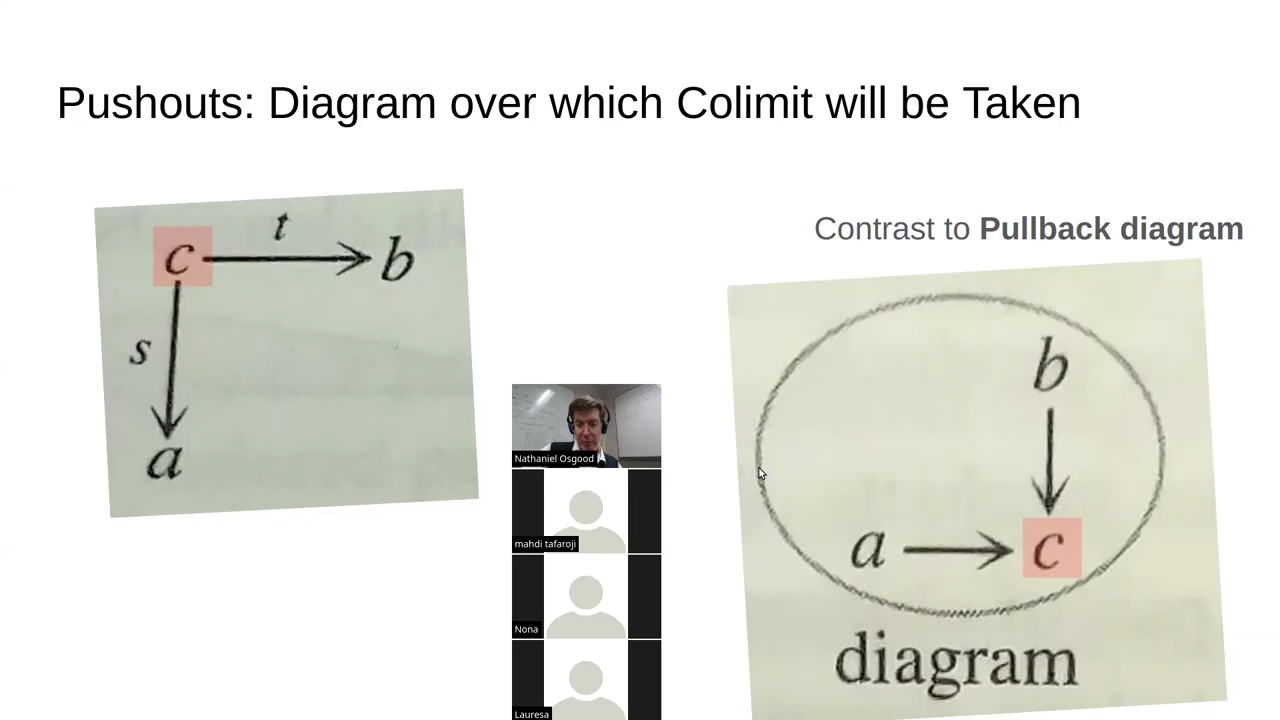 Pushouts: Diagram over which Colimit will be Taken
c t b
s
a
Contrast to Pullback diagram
b
a c
diagram
Nathaniel Osgood
mahdi tafaroji
Nona
Lauresa